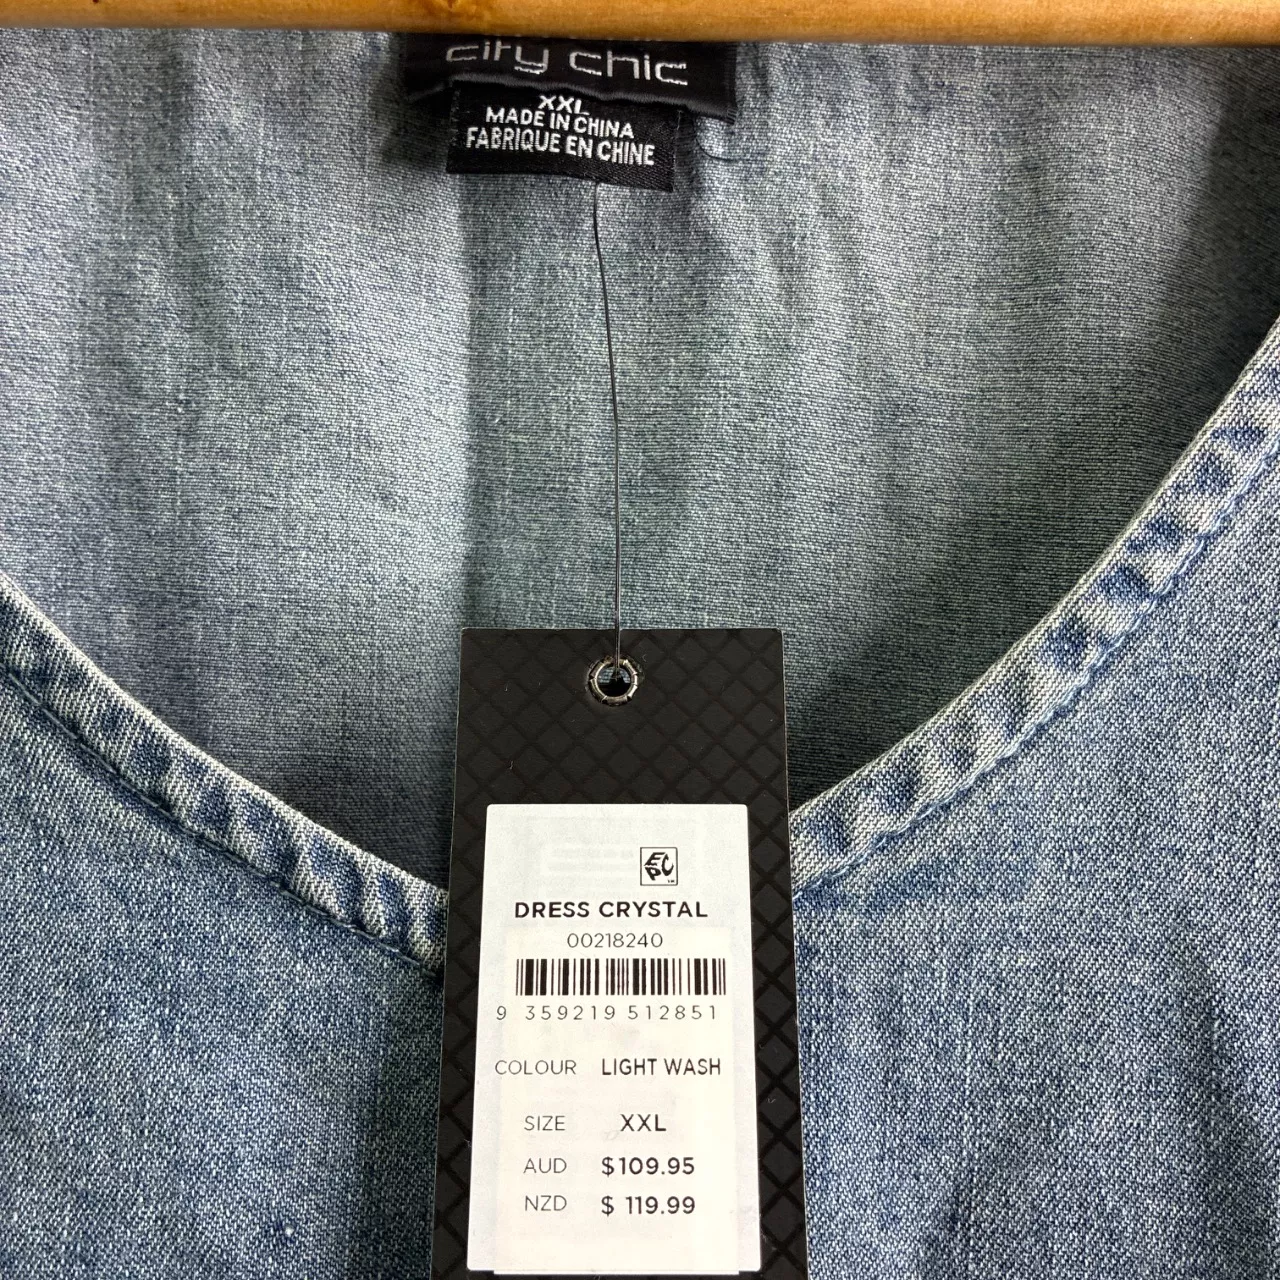 city chic
XXL
MADE IN CHINA
FABRIQUE EN CHINE
EPC
DRESS CRYSTAL
00218240
9 359219 512851
COLOUR LIGHT WASH
SIZE XXL
AUD $109.95
NZD $ 119.99